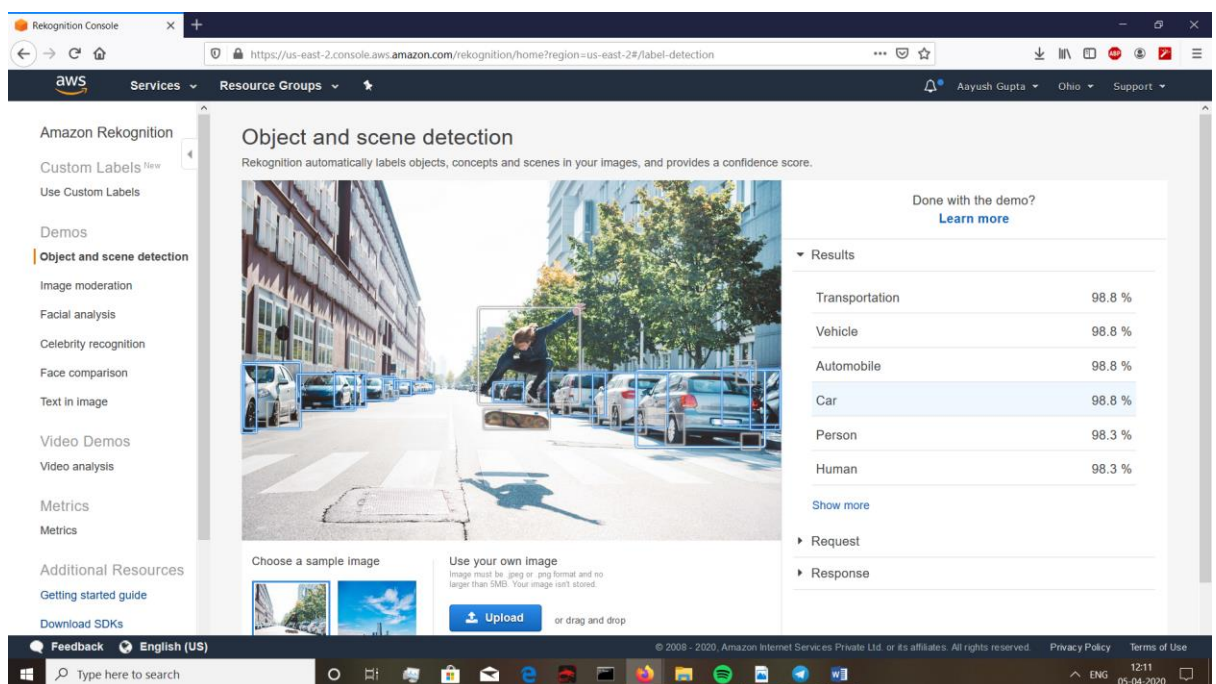 Rekognition Console
https://us-east-2.console.aws.amazon.com/rekognition/home?region=us-east-2#/label-detection
ABP
aws Services Resource Groups Aayush Gupta Ohio Support
Amazon Rekognition
Custom Labels New
Use Custom Labels
Demos
Object and scene detection
Image moderation
Facial analysis
Celebrity recognition
Face comparison
Text in image
Video Demos
Video analysis
Metrics
Metrics
Additional Resources
Getting started guide
Download SDKs
Object and scene detection
Rekognition automatically labels objects, concepts and scenes in your images, and provides a confidence score.
Choose a sample image
Use your own image
Image must be .jpeg or .png format and no
larger than 5MB. Your image isn't stored.
Upload or drag and drop
Done with the demo?
Learn more
Results
Transportation 98.8 %
Vehicle 98.8 %
Automobile 98.8 %
Car 98.8 %
Person 98.3 %
Human 98.3 %
Show more
Request
Response
Feedback English (US) © 2008 - 2020, Amazon Internet Services Private Ltd. or its affiliates. All rights reserved. Privacy Policy Terms of Use
Type here to search ENG 12:11
05-04-2020